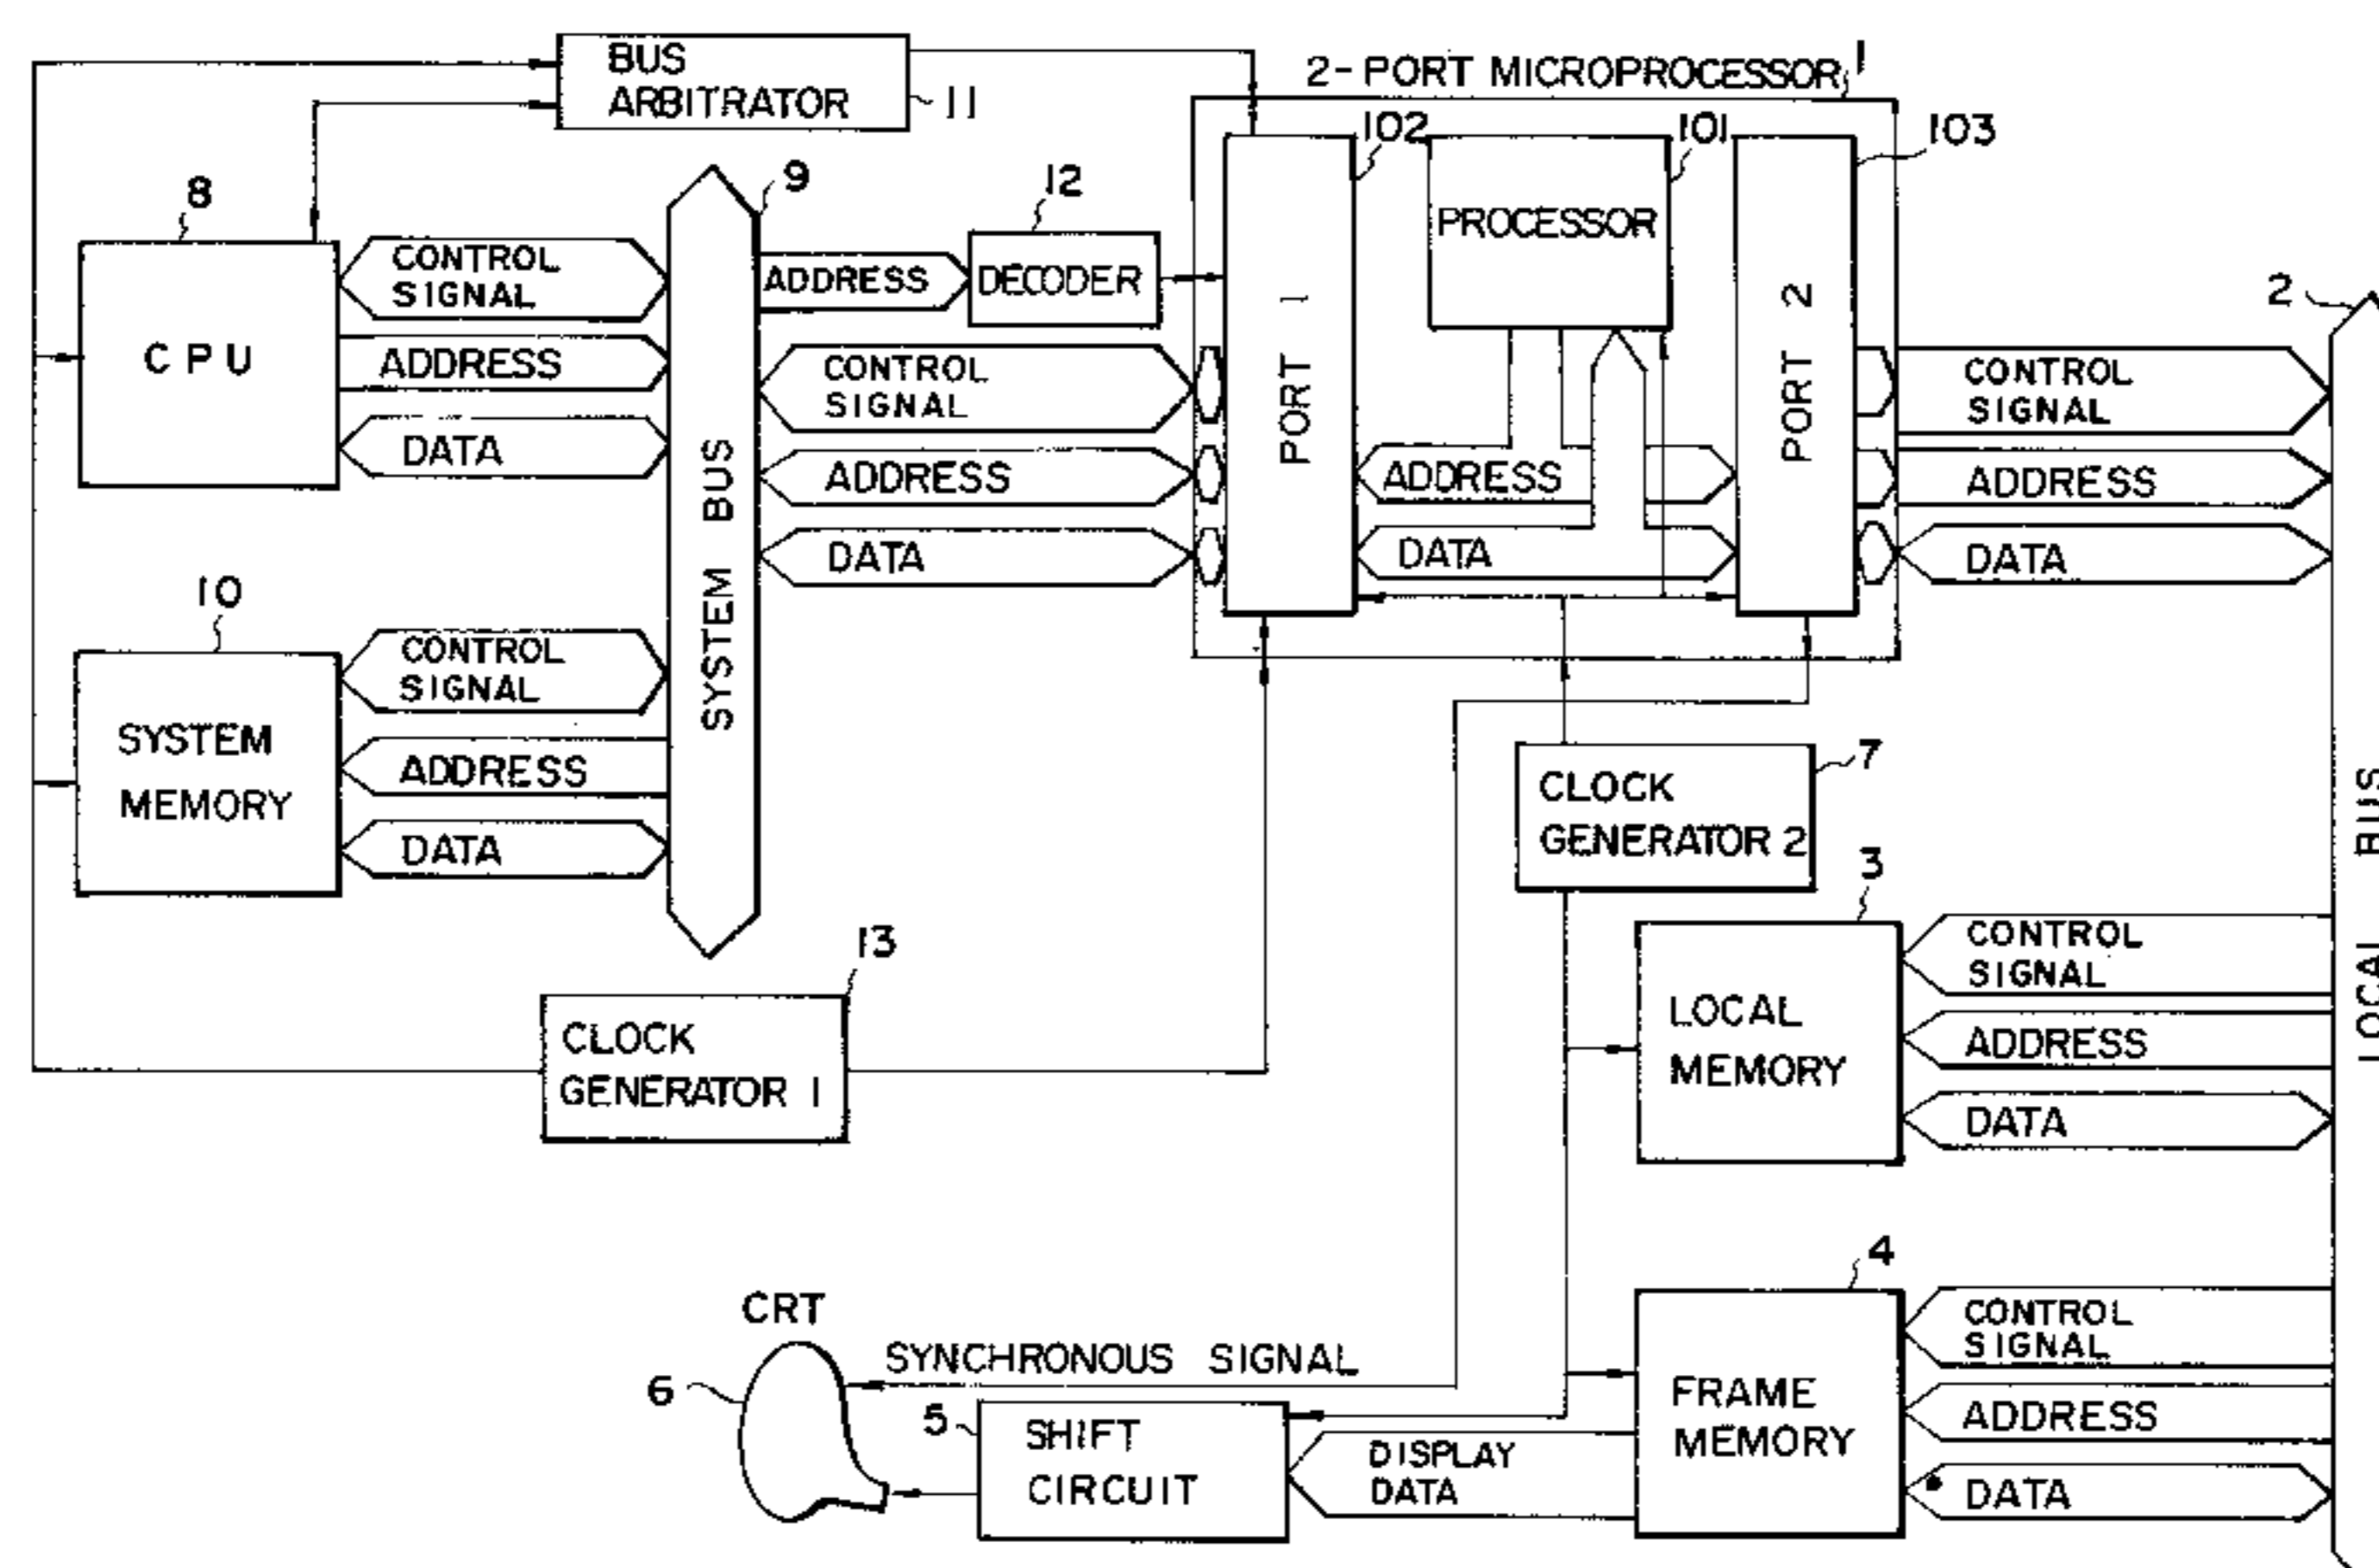 BUS
ARBITRATOR
11
2-PORT MICROPROCESSOR
1
102
101
103
8
9
12
CPU
CONTROL
SIGNAL
ADDRESS
DATA
ADDRESS
DECODER
CONTROL
SIGNAL
ADDRESS
DATA
SYSTEM BUS
PORT 1
PROCESSOR
ADDRESS
DATA
PORT 2
CONTROL
SIGNAL
ADDRESS
DATA
2
LOCAL BUS
10
SYSTEM
MEMORY
CONTROL
SIGNAL
ADDRESS
DATA
7
CLOCK
GENERATOR 2
13
CLOCK
GENERATOR 1
3
LOCAL
MEMORY
CONTROL
SIGNAL
ADDRESS
DATA
4
FRAME
MEMORY
CONTROL
SIGNAL
ADDRESS
DATA
CRT
6
SYNCHRONOUS SIGNAL
5
SHIFT
CIRCUIT
DISPLAY
DATA